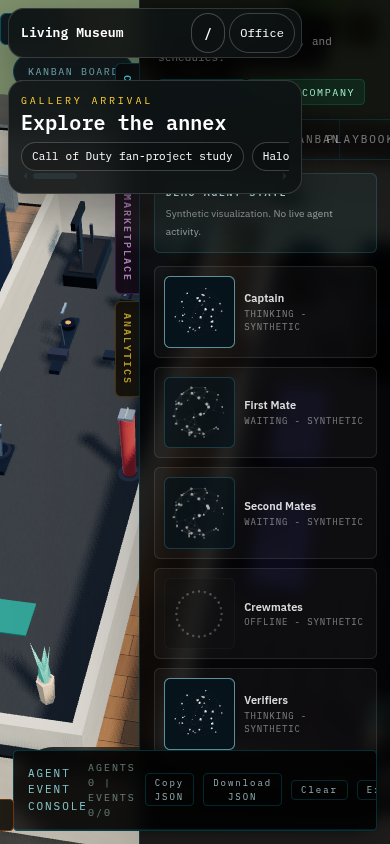 Living Museum
/
Office
and
KANBAN BOARD
COMPANY
GALLERY ARRIVAL
Explore the annex
Call of Duty fan-project study
Halo
PLAYBOOK
MARKETPLACE
ANALYTICS
Synthetic visualization. No live agent
activity.
Captain
THINKING -
SYNTHETIC
First Mate
WAITING - SYNTHETIC
Second Mates
WAITING - SYNTHETIC
Crewmates
OFFLINE - SYNTHETIC
Verifiers
THINKING -
SYNTHETIC
AGENT
EVENT
CONSOLE
AGENTS
0 |
EVENTS
0/0
Copy
JSON
Download
JSON
Clear